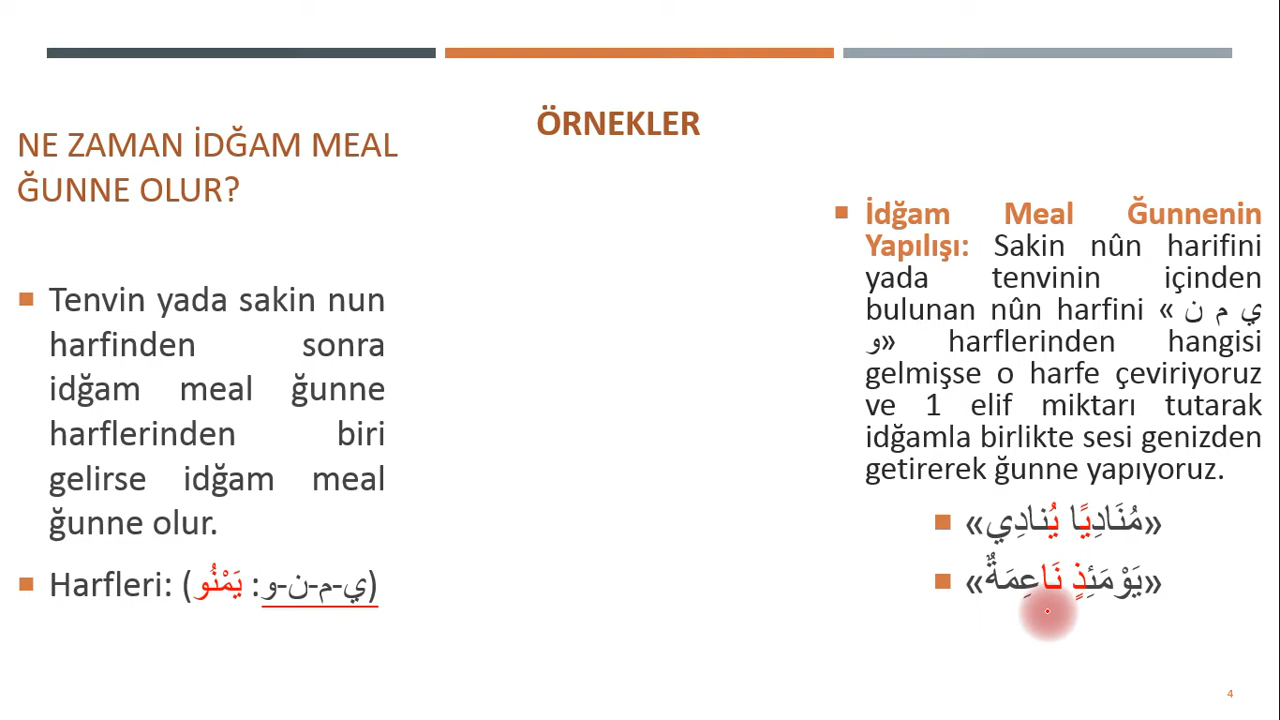 NE ZAMAN İDĞAM MEAL
ĞUNNE OLUR?
Tenvin yada sakin nun
harfinden sonra
idğam meal ğunne
harflerinden biri
gelirse idğam meal
ğunne olur.
Harfleri: (يَمْنُو :ي-م-ن-و)
ÖRNEKLER
İdğam Meal Ğunnenin
Yapılışı: Sakin nûn harifini
yada tenvinin içinden
bulunan nûn harfini « ي م ن
و» harflerinden hangisi
gelmişse o harfe çeviriyoruz
ve 1 elif miktarı tutarak
idğamla birlikte sesi genizden
getirerek ğunne yapıyoruz.
«مُنَادِيًا يُنادِي»
«يَوْمَئِذٍ نَاعِمَةٌ»
4